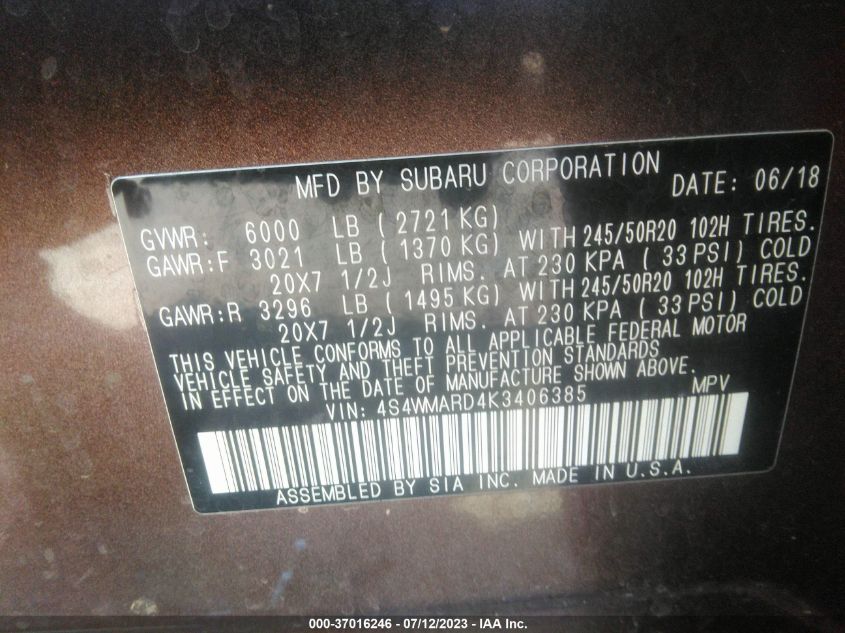 MFD BY SUBARU CORPORATION DATE: 06/18
GVWR: 6000 LB ( 2721 KG)
GAWR:F 3021 LB ( 1370 KG) WITH 245/50R20 102H TIRES.
20X7 1/2J RIMS. AT 230 KPA ( 33 PSI) COLD
GAWR:R 3296 LB ( 1495 KG) WITH 245/50R20 102H TIRES.
20X7 1/2J RIMS. AT 230 KPA ( 33 PSI) COLD
THIS VEHICLE CONFORMS TO ALL APPLICABLE FEDERAL MOTOR
VEHICLE SAFETY AND THEFT PREVENTION STANDARDS
IN EFFECT ON THE DATE OF MANUFACTURE SHOWN ABOVE.
VIN: 4S4WMARD4K3406385 MPV
ASSEMBLED BY SIA INC. MADE IN U.S.A.
000-37016246 - 07/12/2023 - IAA Inc.